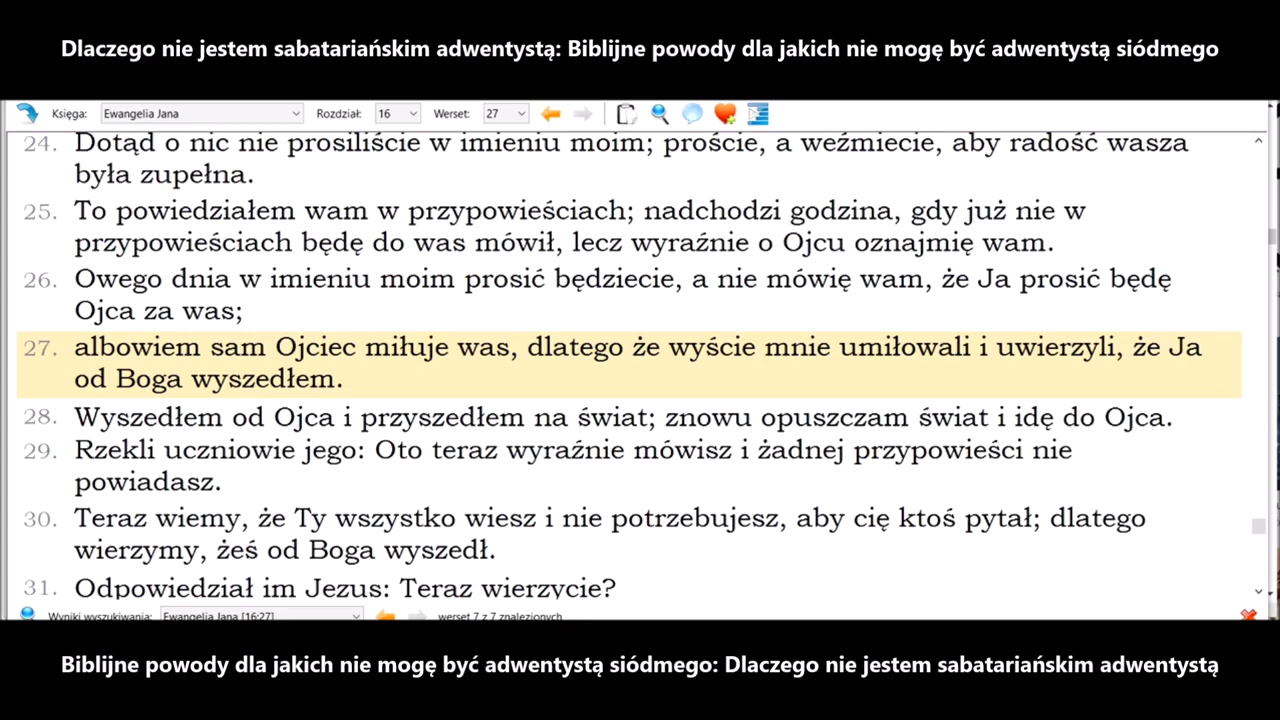 Dlaczego nie jestem sabatariańskim adwentystą: Biblijne powody dla jakich nie mogę być adwentystą siódmego
Księga: Ewangelia Jana Rozdział: 16 Werset: 27
24. Dotąd o nic nie prosiliście w imieniu moim; proście, a weźmiecie, aby radość wasza
była zupełna.
25. To powiedziałem wam w przypowieściach; nadchodzi godzina, gdy już nie w
przypowieściach będę do was mówił, lecz wyraźnie o Ojcu oznajmię wam.
26. Owego dnia w imieniu moim prosić będziecie, a nie mówię wam, że Ja prosić będę
Ojca za was;
27. albowiem sam Ojciec miłuje was, dlatego że wyście mnie umiłowali i uwierzyli, że Ja
od Boga wyszedłem.
28. Wyszedłem od Ojca i przyszedłem na świat; znowu opuszczam świat i idę do Ojca.
29. Rzekli uczniowie jego: Oto teraz wyraźnie mówisz i żadnej przypowieści nie
powiadasz.
30. Teraz wiemy, że Ty wszystko wiesz i nie potrzebujesz, aby cię ktoś pytał; dlatego
wierzymy, żeś od Boga wyszedł.
31. Odpowiedział im Jezus: Teraz wierzycie?
Wyniki wyszukiwania: Ewangelia Jana [16:27] werset 7 z 7 znalezionych
Biblijne powody dla jakich nie mogę być adwentystą siódmego: Dlaczego nie jestem sabatariańskim adwentystą